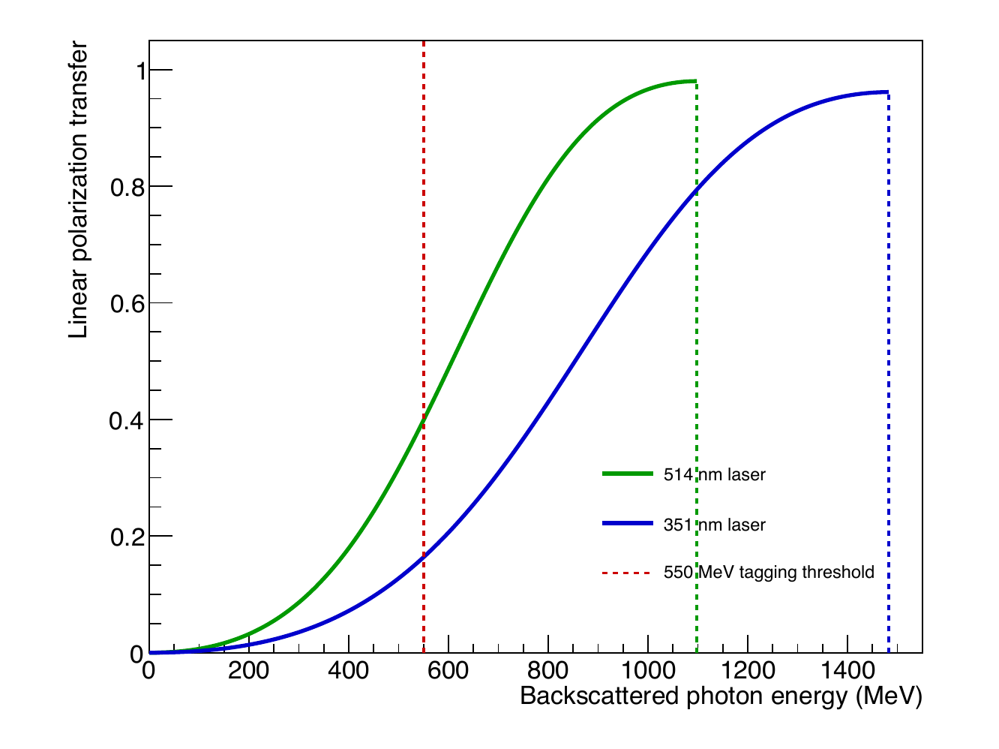 Linear polarization transfer
1
0.8
0.6
0.4
0.2
0
514 nm laser
351 nm laser
550 MeV tagging threshold
0 200 400 600 800 1000 1200 1400
Backscattered photon energy (MeV)